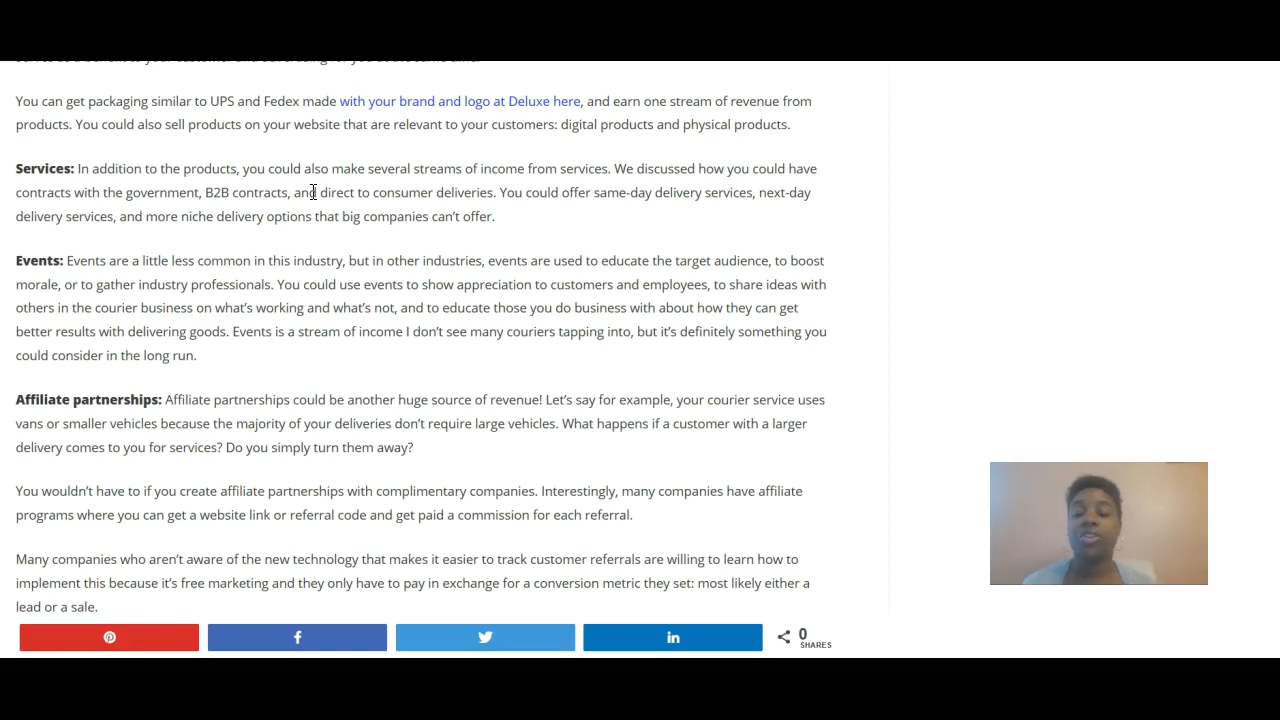 You can get packaging similar to UPS and Fedex made with your brand and logo at Deluxe here, and earn one stream of revenue from
products. You could also sell products on your website that are relevant to your customers: digital products and physical products.
Services: In addition to the products, you could also make several streams of income from services. We discussed how you could have
contracts with the government, B2B contracts, and direct to consumer deliveries. You could offer same-day delivery services, next-day
delivery services, and more niche delivery options that big companies can’t offer.
Events: Events are a little less common in this industry, but in other industries, events are used to educate the target audience, to boost
morale, or to gather industry professionals. You could use events to show appreciation to customers and employees, to share ideas with
others in the courier business on what’s working and what’s not, and to educate those you do business with about how they can get
better results with delivering goods. Events is a stream of income I don’t see many couriers tapping into, but it’s definitely something you
could consider in the long run.
Affiliate partnerships: Affiliate partnerships could be another huge source of revenue! Let’s say for example, your courier service uses
vans or smaller vehicles because the majority of your deliveries don’t require large vehicles. What happens if a customer with a larger
delivery comes to you for services? Do you simply turn them away?
You wouldn’t have to if you create affiliate partnerships with complimentary companies. Interestingly, many companies have affiliate
programs where you can get a website link or referral code and get paid a commission for each referral.
Many companies who aren’t aware of the new technology that makes it easier to track customer referrals are willing to learn how to
implement this because it’s free marketing and they only have to pay in exchange for a conversion metric they set: most likely either a
lead or a sale.
0
SHARES